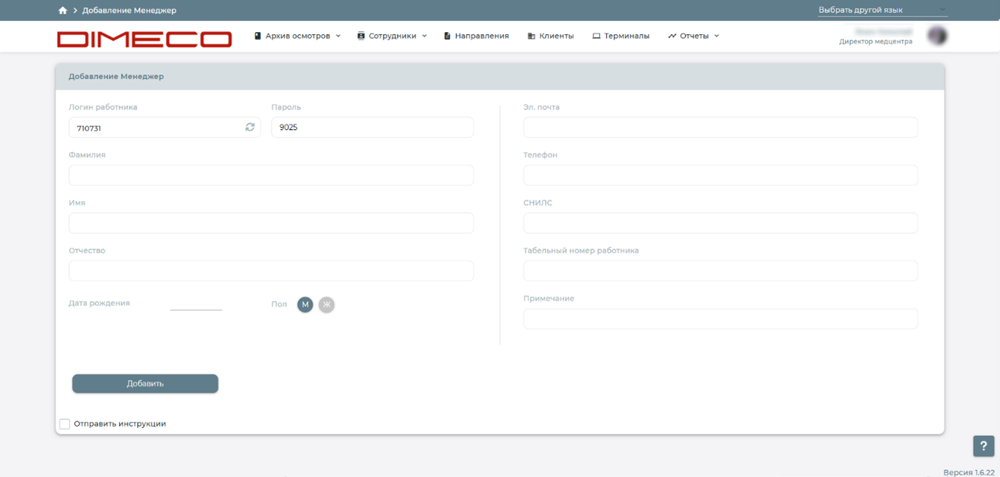 > Добавление Менеджер
Выбрать другой язык
DIMECO
Архив осмотров
Сотрудники
Направления
Клиенты
Терминалы
Отчеты
Директор медцентра
Добавление Менеджер
Логин работника
Пароль
710731
9025
Фамилия
Имя
Отчество
Дата рождения
Пол
М
Ж
Эл. почта
Телефон
СНИЛС
Табельный номер работника
Примечание
Добавить
Отправить инструкции
?
Версия 1.6.22